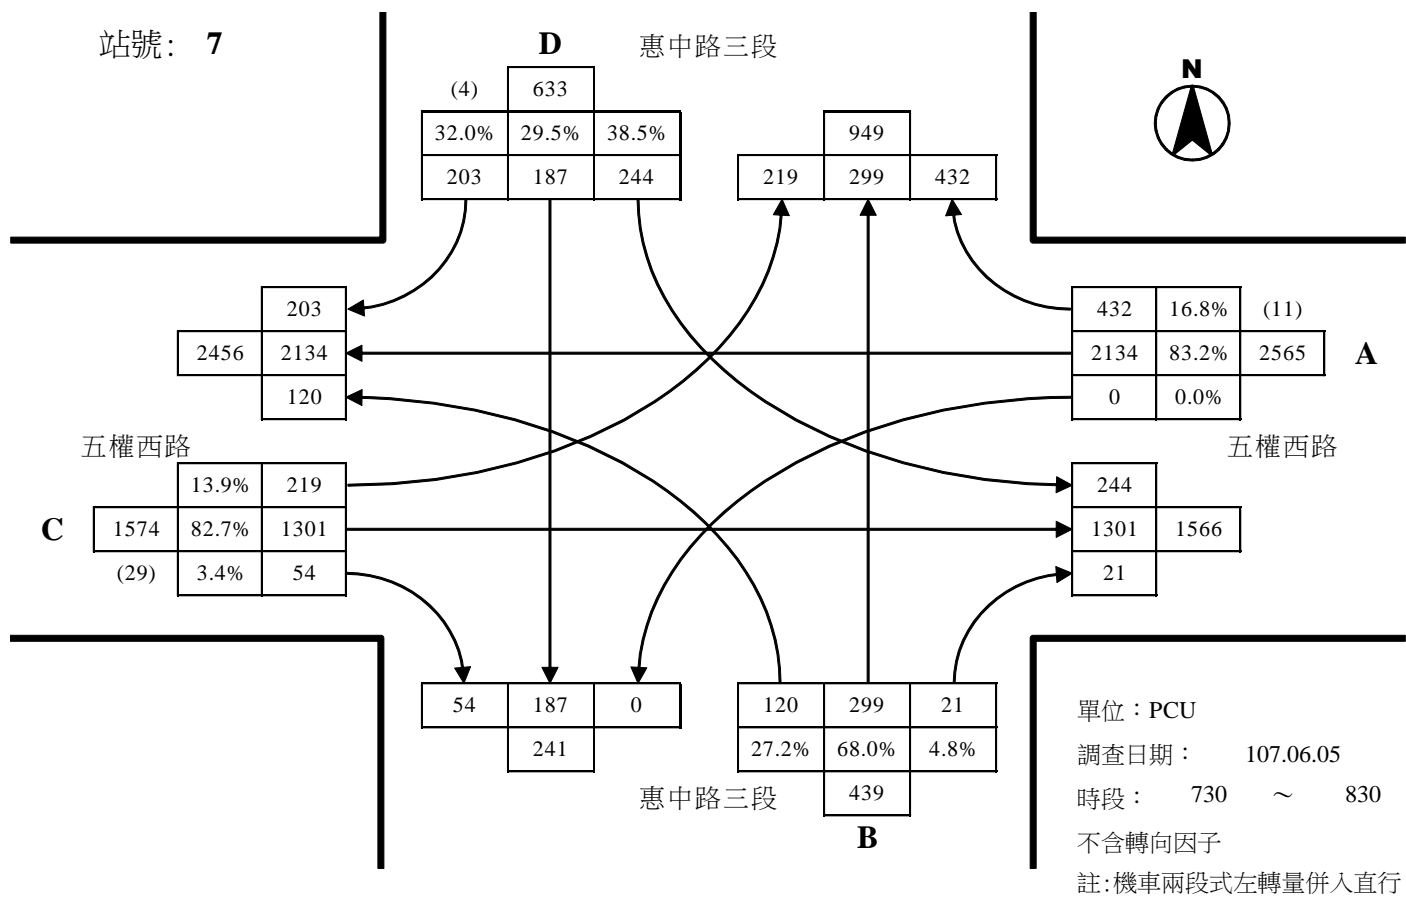 站號: 7
D 惠中路三段
N
(4) 633
32.0% 29.5% 38.5%
203 187 244
949
219 299 432
203
2456 2134
120
432 16.8% (11)
2134 83.2% 2565 A
0 0.0%
五權西路
五權西路
13.9% 219
C 1574 82.7% 1301
(29) 3.4% 54
244
1301 1566
21
54 187 0
241
120 299 21
27.2% 68.0% 4.8%
439
惠中路三段
B
單位：PCU
調查日期： 107.06.05
時段： 730 ～ 830
不含轉向因子
註:機車兩段式左轉量併入直行